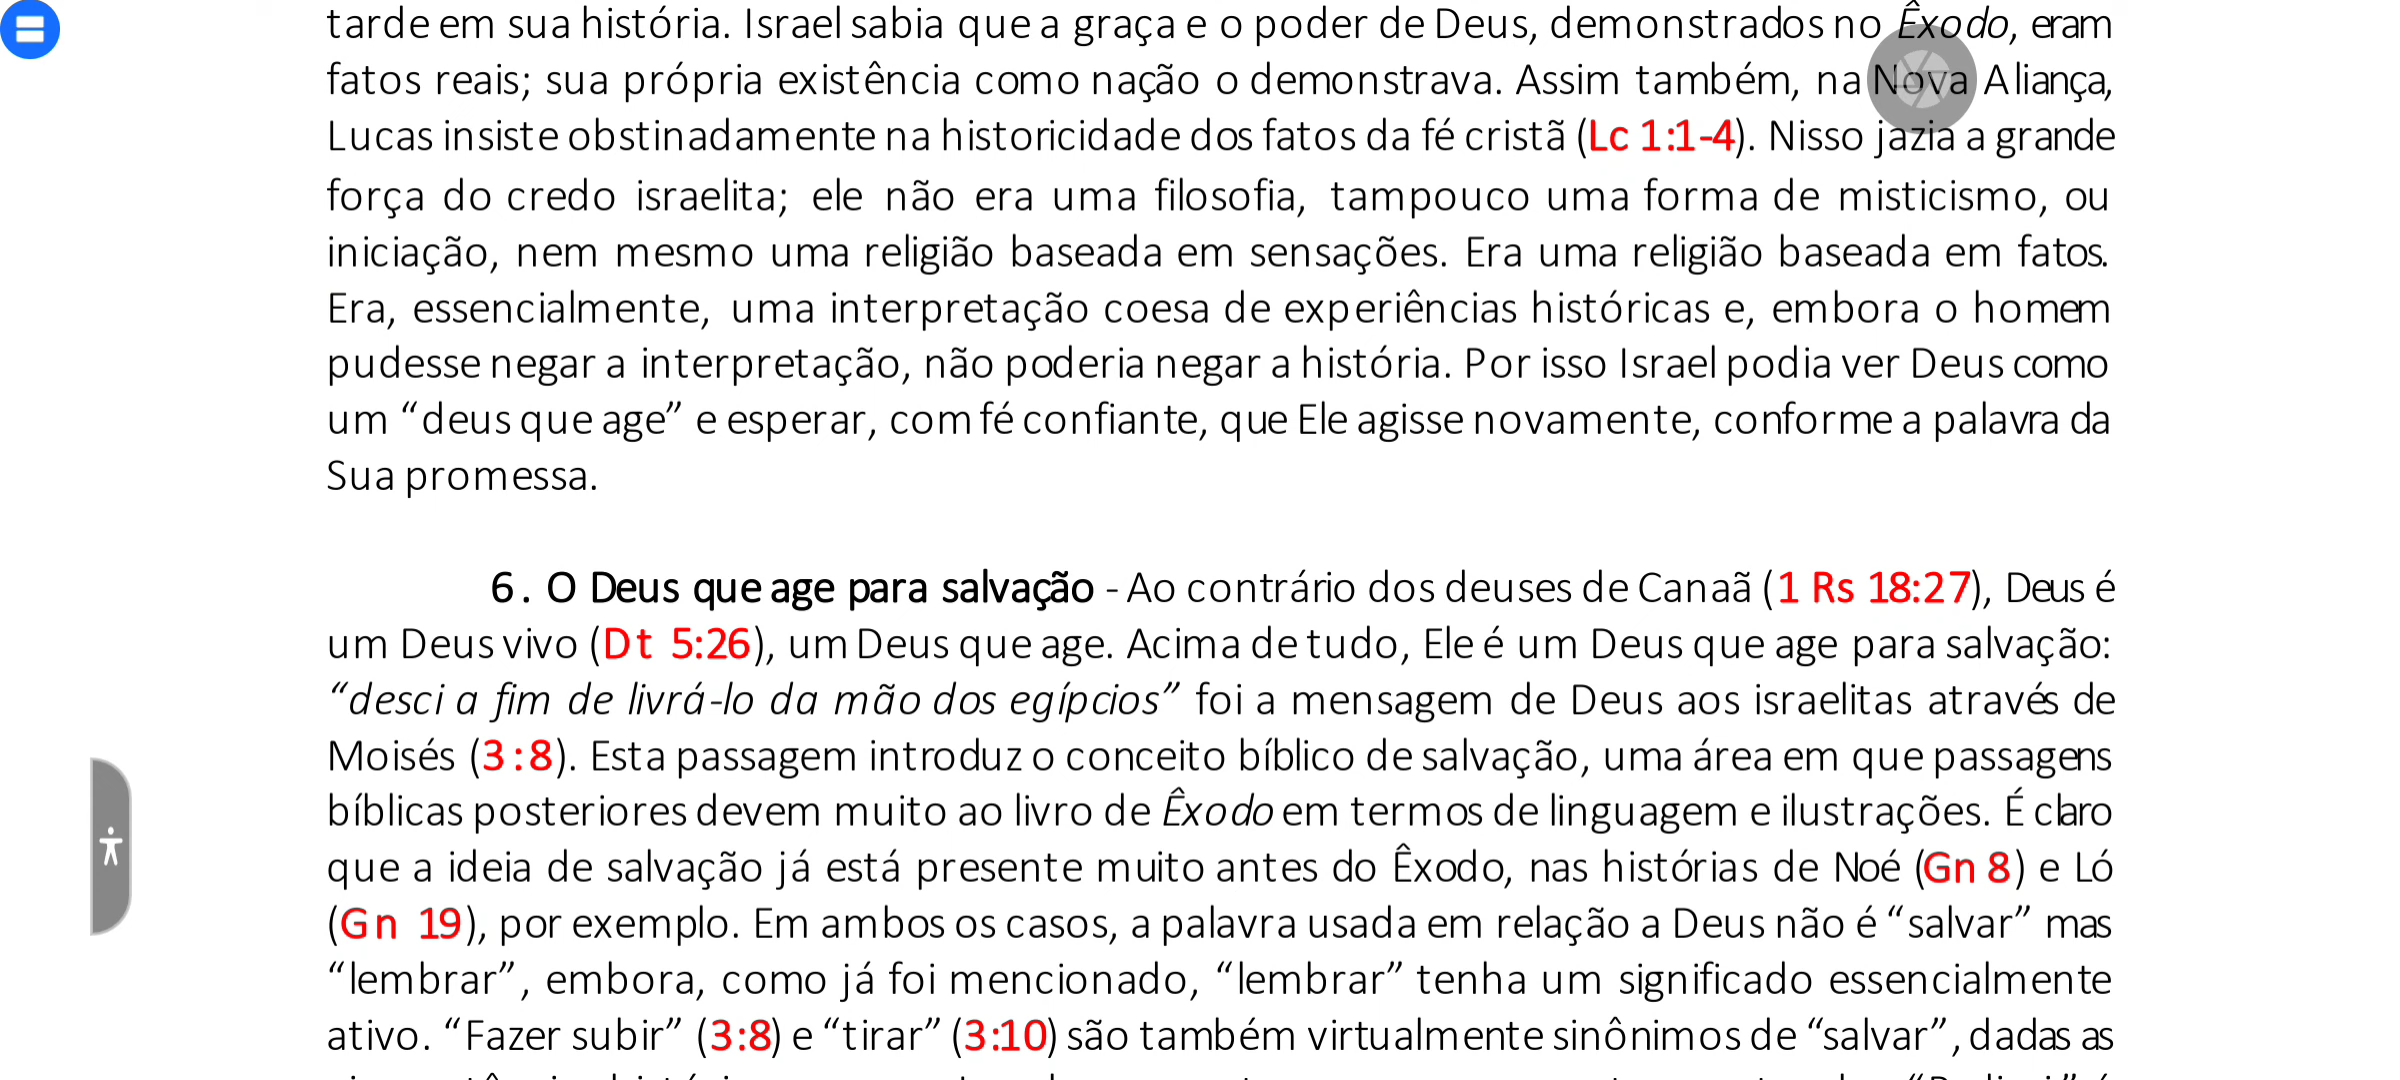 tarde em sua história. Israel sabia que a graça e o poder de Deus, demonstrados no Êxodo, eram
fatos reais; sua própria existência como nação o demonstrava. Assim também, na Nova Aliança,
Lucas insiste obstinadamente na historicidade dos fatos da fé cristã (Lc 1:1-4). Nisso jazia a grande
força do credo israelita; ele não era uma filosofia, tampouco uma forma de misticismo, ou
iniciação, nem mesmo uma religião baseada em sensações. Era uma religião baseada em fatos.
Era, essencialmente, uma interpretação coesa de experiências históricas e, embora o homem
pudesse negar a interpretação, não poderia negar a história. Por isso Israel podia ver Deus como
um “deus que age” e esperar, com fé confiante, que Ele agisse novamente, conforme a palavra da
Sua promessa.
6. O Deus que age para salvação - Ao contrário dos deuses de Canaã (1 Rs 18:27), Deus é
um Deus vivo (Dt 5:26), um Deus que age. Acima de tudo, Ele é um Deus que age para salvação:
“desci a fim de livrá-lo da mão dos egípcios” foi a mensagem de Deus aos israelitas através de
Moisés (3:8). Esta passagem introduz o conceito bíblico de salvação, uma área em que passagens
bíblicas posteriores devem muito ao livro de Êxodo em termos de linguagem e ilustrações. É claro
que a ideia de salvação já está presente muito antes do Êxodo, nas histórias de Noé (Gn 8) e Ló
(Gn 19), por exemplo. Em ambos os casos, a palavra usada em relação a Deus não é “salvar” mas
“lembrar”, embora, como já foi mencionado, “lembrar” tenha um significado essencialmente
ativo. “Fazer subir” (3:8) e “tirar” (3:10) são também virtualmente sinônimos de “salvar”, dadas as